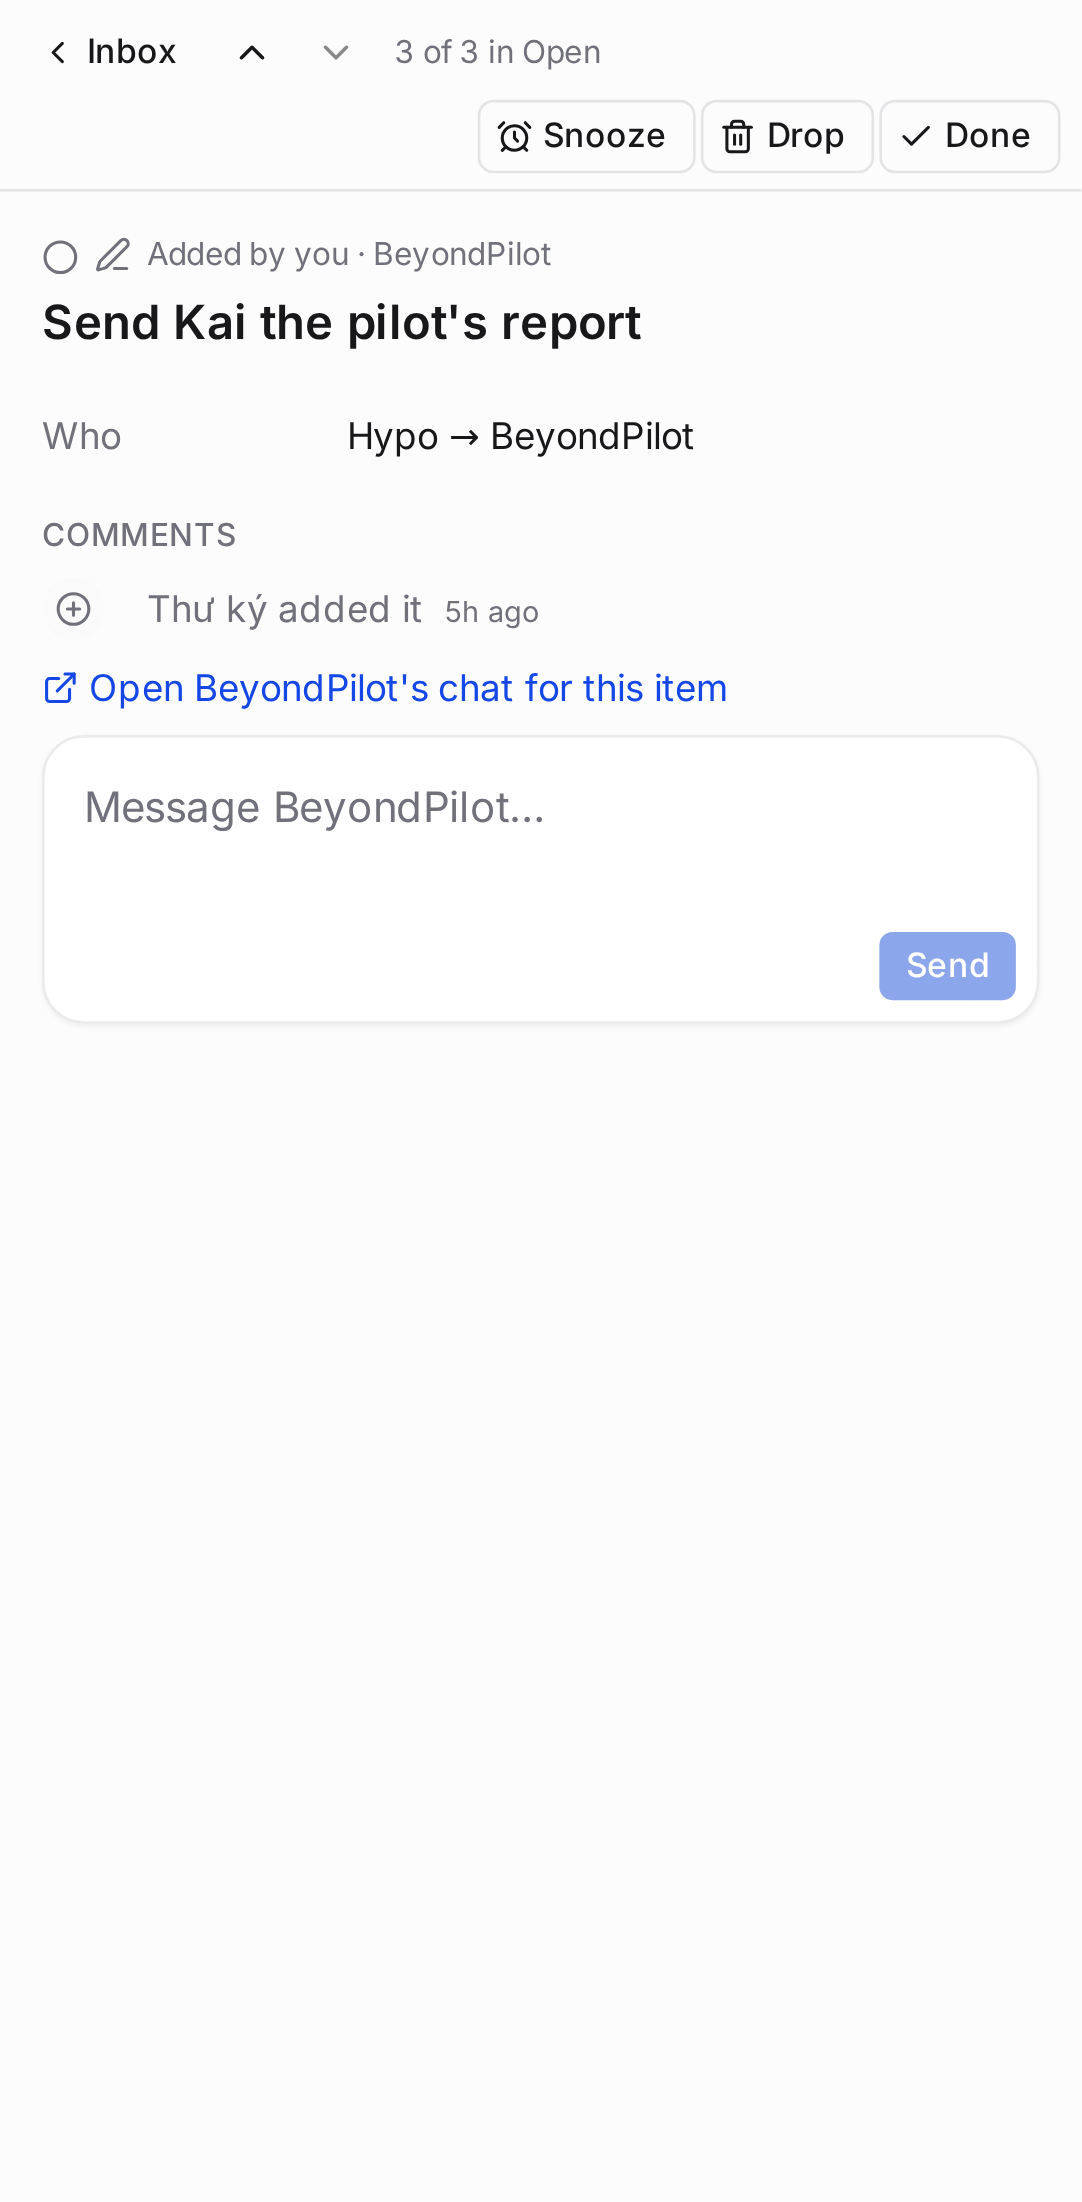 Inbox
3 of 3 in Open
Snooze
Drop
Done
Added by you · BeyondPilot
Send Kai the pilot's report
Who
Hypo → BeyondPilot
COMMENTS
Thư ký added it 5h ago
Open BeyondPilot's chat for this item
Message BeyondPilot...
Send